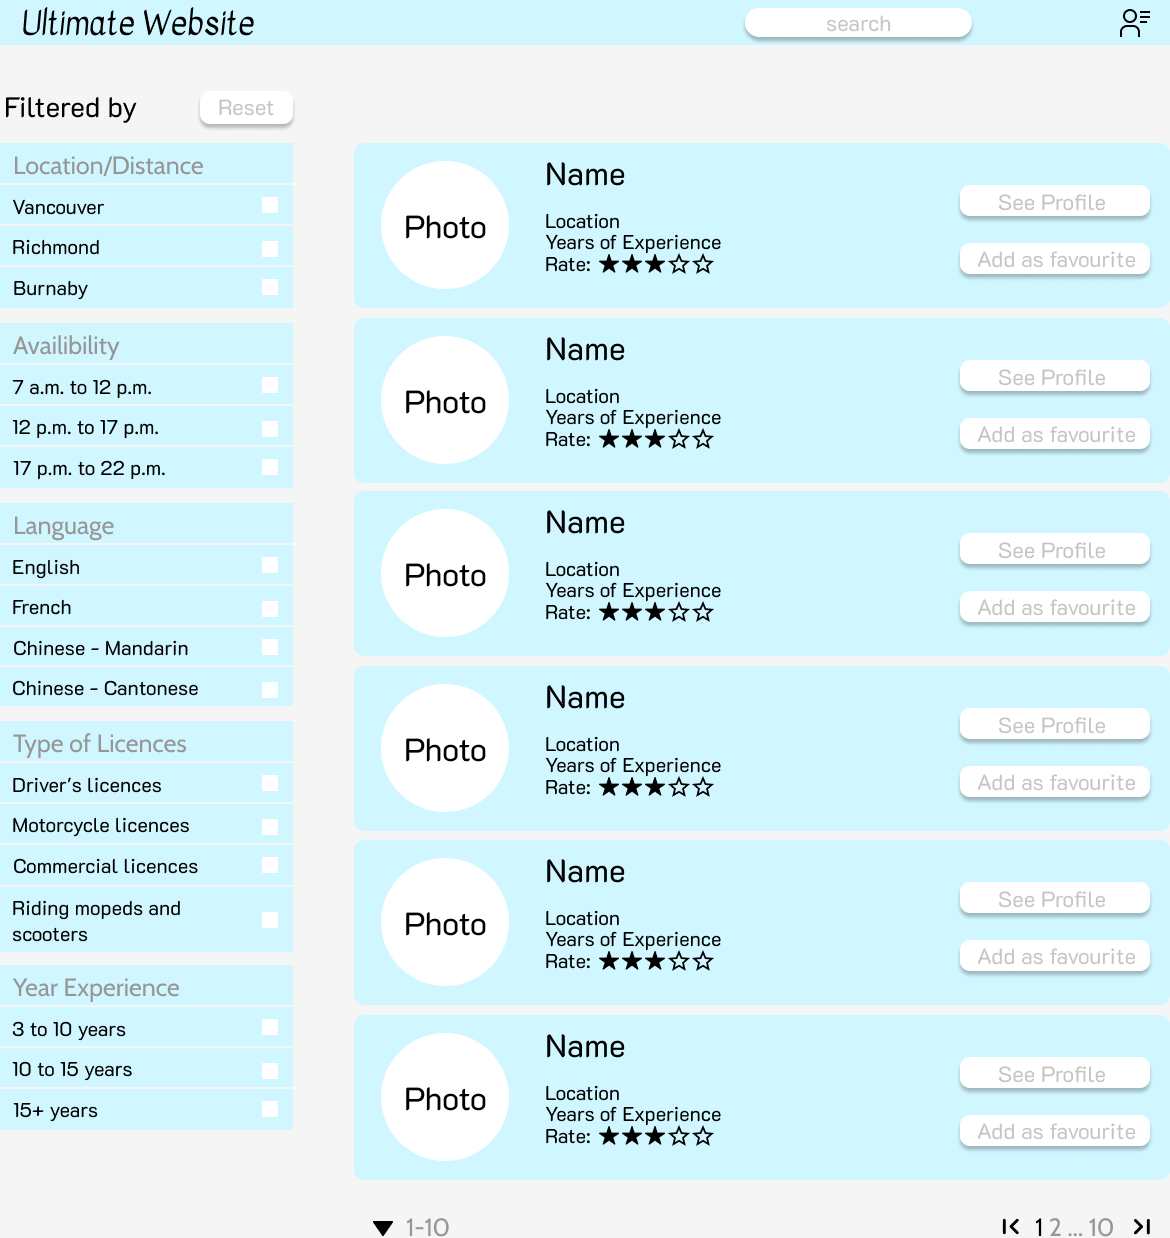 Ultimate Website
search
Filtered by
Reset
Location/Distance
Vancouver
Richmond
Burnaby
Availibility
7 a.m. to 12 p.m.
12 p.m. to 17 p.m.
17 p.m. to 22 p.m.
Language
English
French
Chinese - Mandarin
Chinese - Cantonese
Type of Licences
Driver's licences
Motorcycle licences
Commercial licences
Riding mopeds and
scooters
Year Experience
3 to 10 years
10 to 15 years
15+ years
Photo
Name
Location
Years of Experience
Rate:
See Profile
Add as favourite
Photo
Name
Location
Years of Experience
Rate:
See Profile
Add as favourite
Photo
Name
Location
Years of Experience
Rate:
See Profile
Add as favourite
Photo
Name
Location
Years of Experience
Rate:
See Profile
Add as favourite
Photo
Name
Location
Years of Experience
Rate:
See Profile
Add as favourite
Photo
Name
Location
Years of Experience
Rate:
See Profile
Add as favourite
1-10
1 2 ... 10